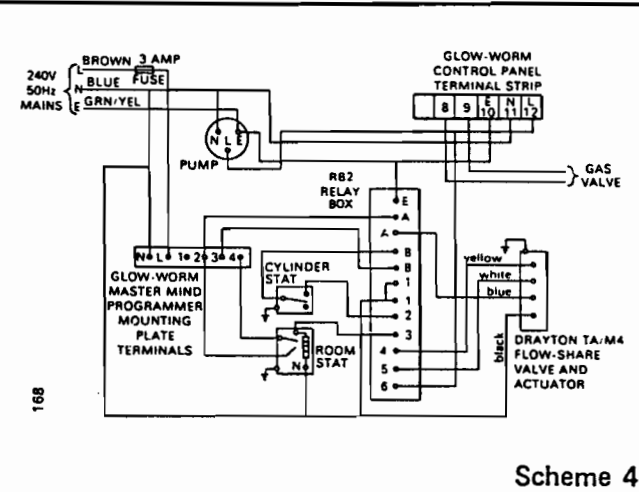 BROWN 3 AMP
L
FUSE
240V
50Hz
MAINS
N BLUE
E GRN/YEL
N L E
PUMP
GLOW-WORM
CONTROL PANEL
TERMINAL STRIP
8 9 E 10 N 11 L 12
GAS
VALVE
RB2
RELAY
BOX
E
A
A
B
B
1
1
2
3
4
5
6
N L 1 2 3 4
GLOW-WORM
MASTER MIND
PROGRAMMER
MOUNTING
PLATE
TERMINALS
CYLINDER
STAT
ROOM
STAT
N
yellow
white
blue
black
DRAYTON TA/M4
FLOW-SHARE
VALVE AND
ACTUATOR
168
Scheme 4